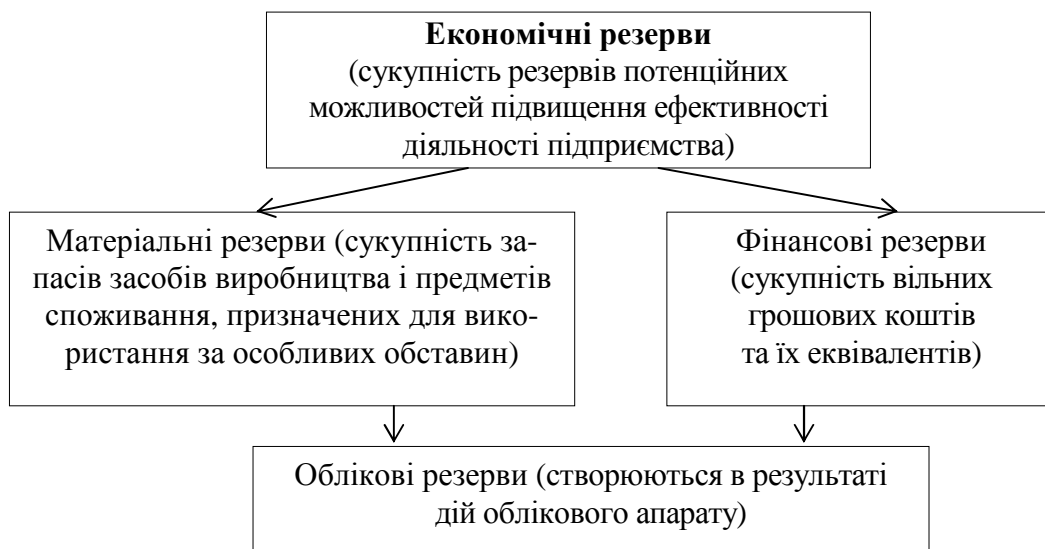 Економічні резерви
(сукупність резервів потенційних
можливостей підвищення ефективності
діяльності підприємства)
Матеріальні резерви (сукупність за-
пасів засобів виробництва і предметів
споживання, призначених для вико-
ристання за особливих обставин)
Фінансові резерви
(сукупність вільних
грошових коштів
та їх еквівалентів)
Облікові резерви (створюються в результаті
дій облікового апарату)